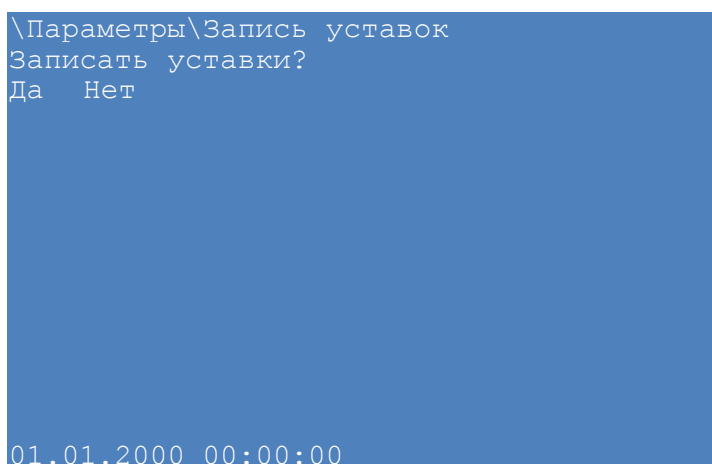 \Параметры\Запись уставок
Записать уставки?
Да Нет
01.01.2000 00:00:00